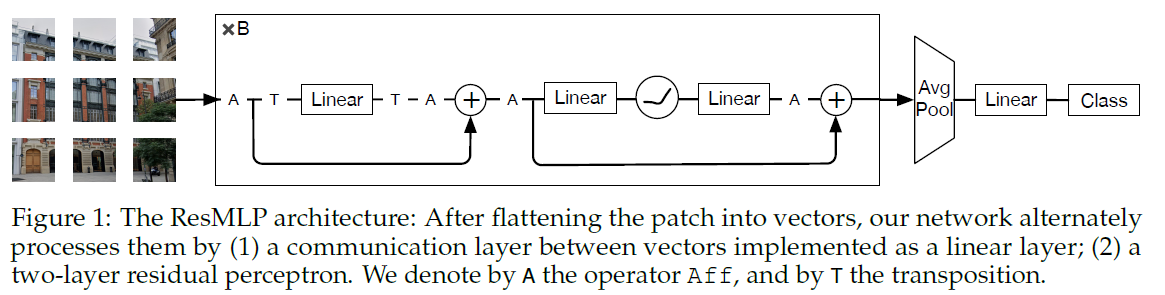 ×B
A T Linear T A + A Linear Linear A +
Avg
Pool
Linear
Class
Figure 1: The ResMLP architecture: After flattening the patch into vectors, our network alternately
processes them by (1) a communication layer between vectors implemented as a linear layer; (2) a
two-layer residual perceptron. We denote by A the operator Aff, and by T the transposition.